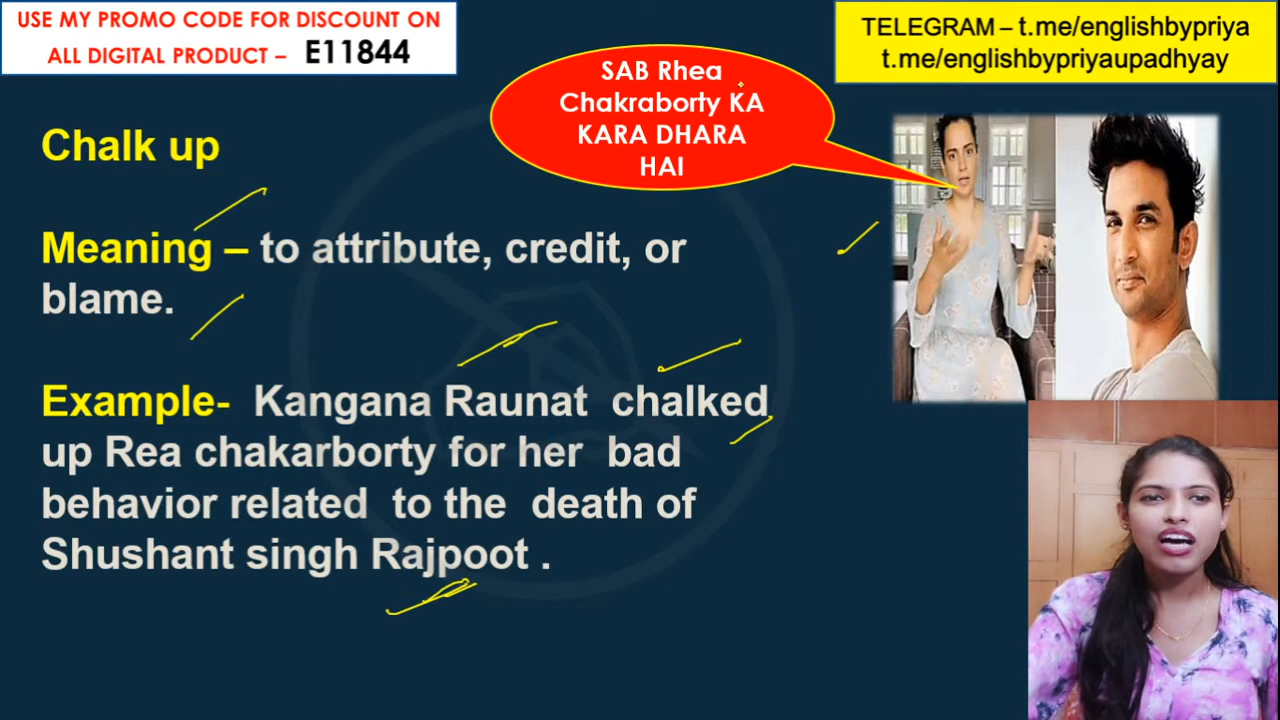 USE MY PROMO CODE FOR DISCOUNT ON
ALL DIGITAL PRODUCT – E11844
TELEGRAM – t.me/englishbypriya
t.me/englishbypriyaupadhyay
SAB Rhea
Chakraborty KA
KARA DHARA
HAI
Chalk up
Meaning – to attribute, credit, or
blame.
Example- Kangana Raunat chalked
up Rea chakarborty for her bad
behavior related to the death of
Shushant singh Rajpoot .